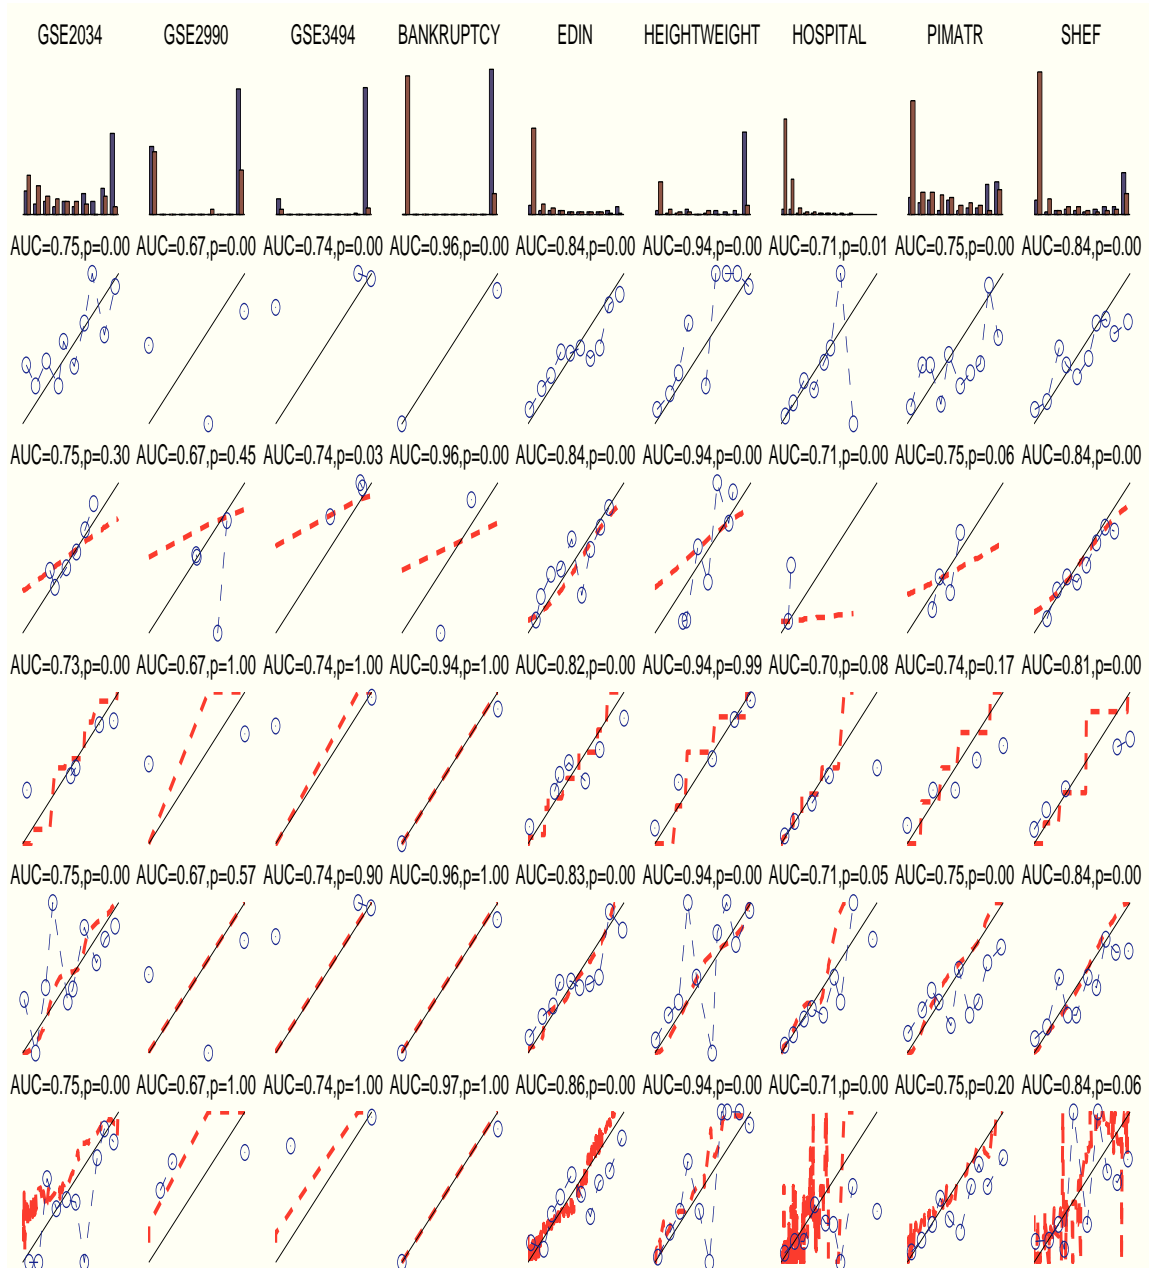 GSE2034 GSE2990 GSE3494 BANKRUPTCY EDIN HEIGHTWEIGHT HOSPITAL PIMATR SHEF
AUC=0.75,p=0.00 AUC=0.67,p=0.00 AUC=0.74,p=0.00 AUC=0.96,p=0.00 AUC=0.84,p=0.00 AUC=0.94,p=0.00 AUC=0.71,p=0.01 AUC=0.75,p=0.00 AUC=0.84,p=0.00
AUC=0.75,p=0.30 AUC=0.67,p=0.45 AUC=0.74,p=0.03 AUC=0.96,p=0.00 AUC=0.84,p=0.00 AUC=0.94,p=0.00 AUC=0.71,p=0.00 AUC=0.75,p=0.06 AUC=0.84,p=0.00
AUC=0.73,p=0.00 AUC=0.67,p=1.00 AUC=0.74,p=1.00 AUC=0.94,p=1.00 AUC=0.82,p=0.00 AUC=0.94,p=0.99 AUC=0.70,p=0.08 AUC=0.74,p=0.17 AUC=0.81,p=0.00
AUC=0.75,p=0.00 AUC=0.67,p=0.57 AUC=0.74,p=0.90 AUC=0.96,p=1.00 AUC=0.83,p=0.00 AUC=0.94,p=0.00 AUC=0.71,p=0.05 AUC=0.75,p=0.00 AUC=0.84,p=0.00
AUC=0.75,p=0.00 AUC=0.67,p=1.00 AUC=0.74,p=1.00 AUC=0.97,p=1.00 AUC=0.86,p=0.00 AUC=0.94,p=0.00 AUC=0.71,p=0.00 AUC=0.75,p=0.20 AUC=0.84,p=0.06